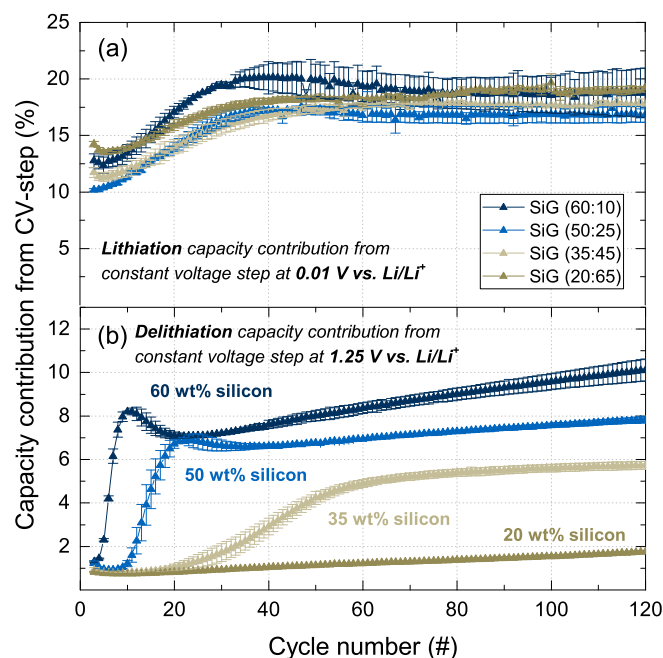 25
20
15
10
5
(a)
SiG (60:10)
SiG (50:25)
SiG (35:45)
SiG (20:65)
Lithiation capacity contribution from
constant voltage step at 0.01 V vs. Li/Li⁺
Capacity contribution from CV-step (%)
12
10
8
6
4
2
(b)
Delithiation capacity contribution from
constant voltage step at 1.25 V vs. Li/Li⁺
60 wt% silicon
50 wt% silicon
35 wt% silicon
20 wt% silicon
0 20 40 60 80 100 120
Cycle number (#)